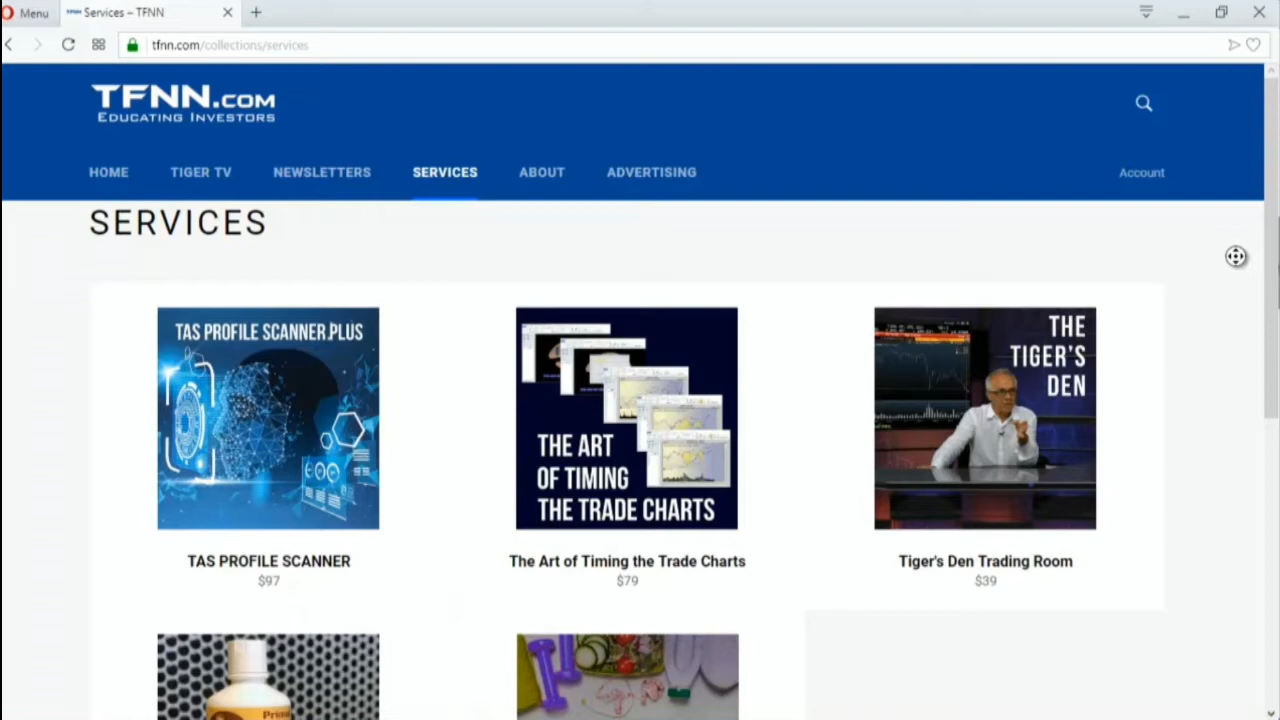 Menu
Services – TFNN
tfnn.com/collections/services
TFNN.COM
EDUCATING INVESTORS
HOME
TIGER TV
NEWSLETTERS
SERVICES
ABOUT
ADVERTISING
Account
SERVICES
TAS PROFILE SCANNER PLUS
THE ART
OF TIMING
THE TRADE CHARTS
THE
TIGER'S
DEN
TAS PROFILE SCANNER
$97
The Art of Timing the Trade Charts
$79
Tiger's Den Trading Room
$39